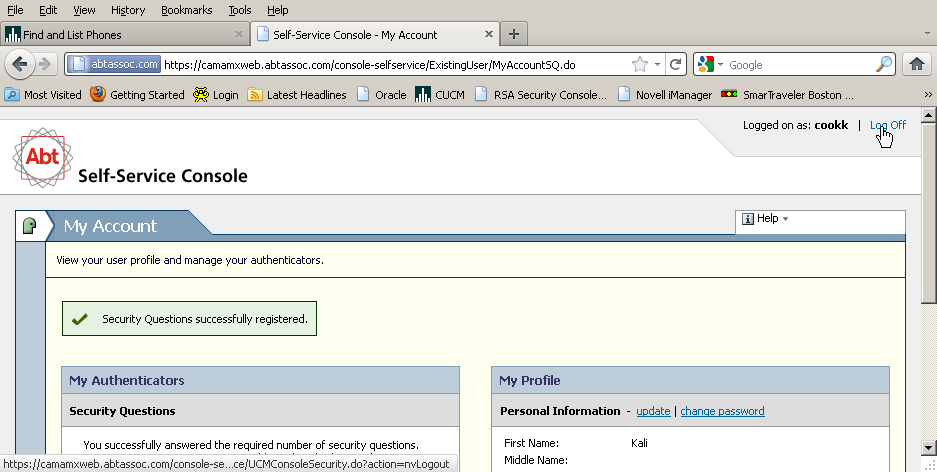 File Edit View History Bookmarks Tools Help
Find and List Phones × Self-Service Console - My Account × +
abtassoc.com https://camamxweb.abtassoc.com/console-selfservice/ExistingUser/MyAccountSQ.do Google
Most Visited Getting Started Login Latest Headlines Oracle CUCM RSA Security Console... Novell iManager SmarTraveler Boston ... »
Logged on as: cookk | Log Off
Abt Self-Service Console
My Account Help
View your user profile and manage your authenticators.
Security Questions successfully registered.
My Authenticators My Profile
Security Questions Personal Information - update | change password
You successfully answered the required number of security questions. First Name: Kali
Middle Name:
https://camamxweb.abtassoc.com/console-se...ce/UCMConsoleSecurity.do?action=nvLogout